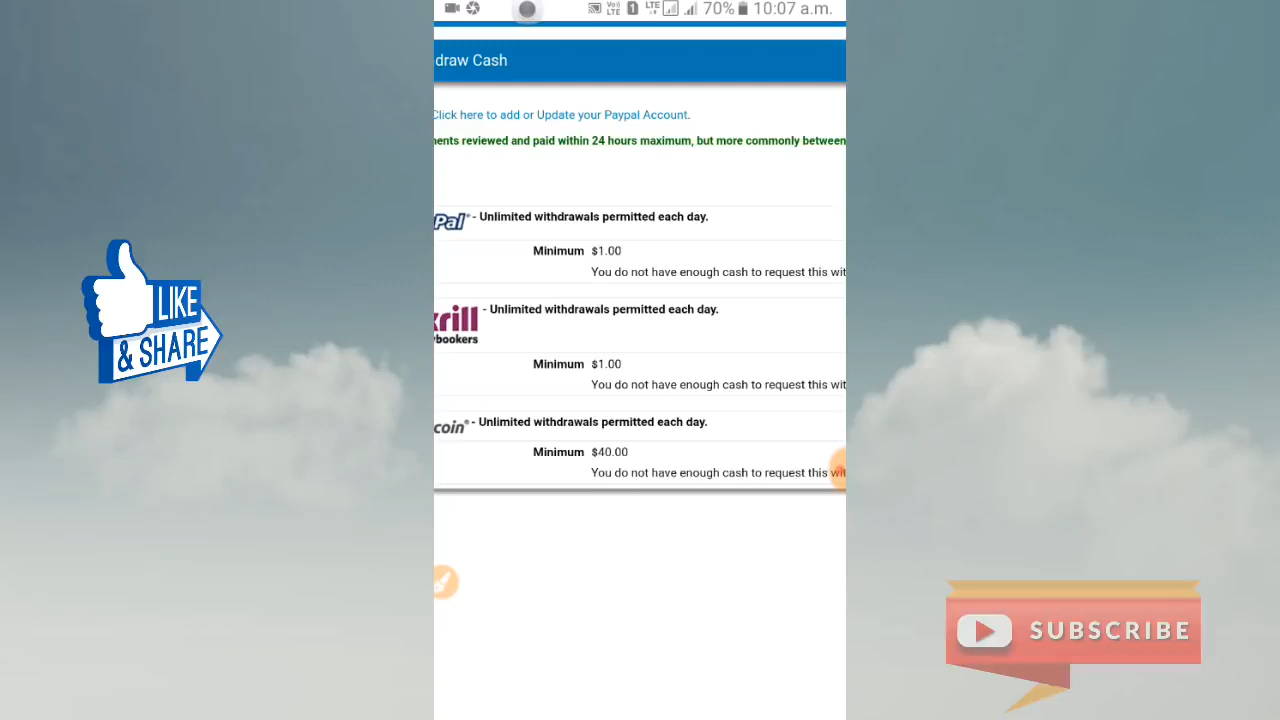 70% 10:07 a.m.
draw Cash
Click here to add or Update your Paypal Account.
ments reviewed and paid within 24 hours maximum, but more commonly between
Pal® - Unlimited withdrawals permitted each day.
Minimum $1.00
You do not have enough cash to request this wit
krill - Unlimited withdrawals permitted each day.
ybookers
Minimum $1.00
You do not have enough cash to request this wit
coin® - Unlimited withdrawals permitted each day.
Minimum $40.00
You do not have enough cash to request this wit
LIKE
& SHARE
SUBSCRIBE